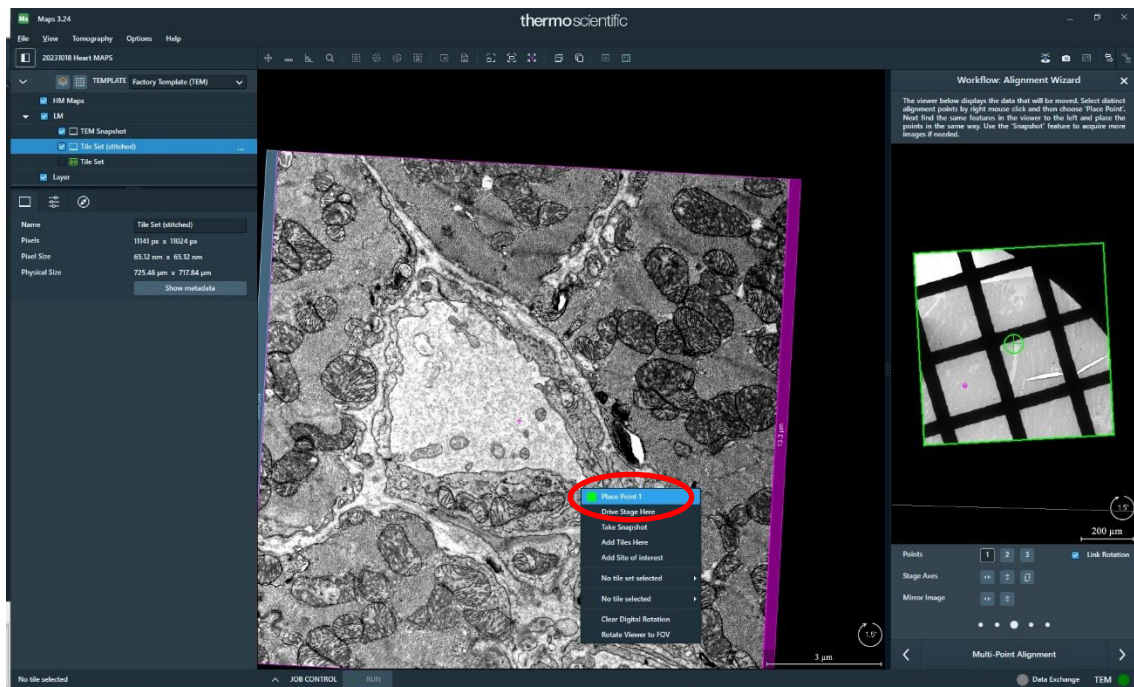 Ma Maps 3.24
thermo scientific
File View Tomography Options Help
20231018 Heart MAPS
TEMPLATE Factory Template (TEM)
HM Maps
LM
TEM Snapshot
Tile Set (stitched) ...
Tile Set
Layer
Name Tile Set (stitched)
Pixels 11141 px x 11024 px
Pixel Size 65.12 nm x 65.12 nm
Physical Size 725.46 µm x 717.84 µm
Show metadata
13.3 µm
Place Point 1
Drive Stage Here
Take Snapshot
Add Tiles Here
Add Site of interest
No tile set selected
No tile selected
Clear Digital Rotation
Rotate Viewer to FOV
1.5°
3 µm
Workflow: Alignment Wizard
The viewer below displays the data that will be moved. Select distinct
alignment points by right mouse click and then choose 'Place Point'.
Next find the same features in the viewer to the left and place the
points in the same way. Use the 'Snapshot' feature to acquire more
images if needed.
1.5°
200 µm
Points 1 2 3 Link Rotation
Stage Axes
Mirror Image
Multi-Point Alignment
No tile selected
JOB CONTROL RUN
Data Exchange TEM